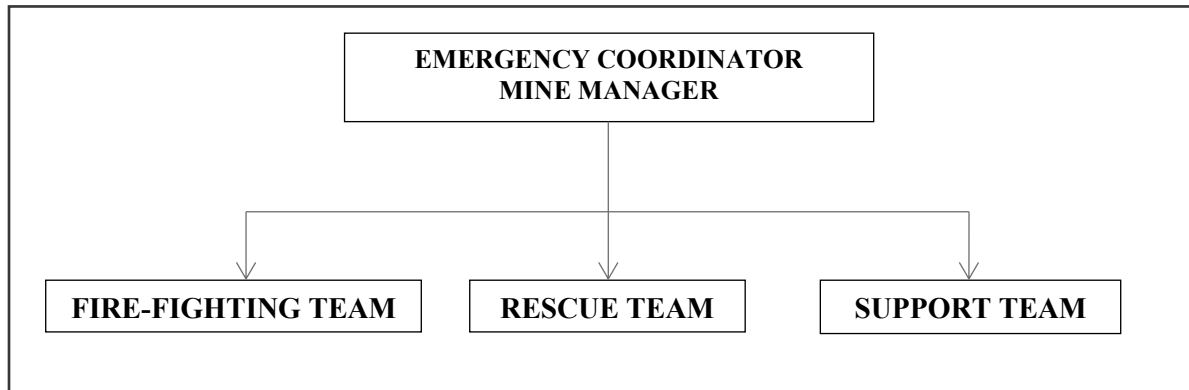 EMERGENCY COORDINATOR
MINE MANAGER
FIRE-FIGHTING TEAM
RESCUE TEAM
SUPPORT TEAM